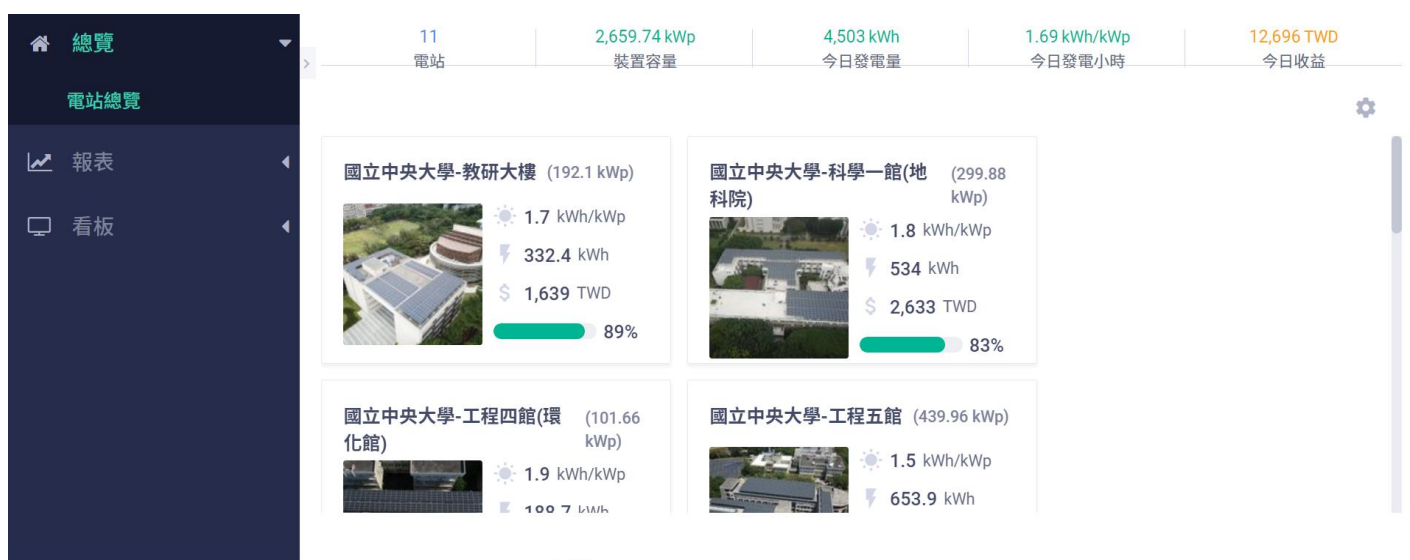 總覽
電站總覽
報表
看板
11
電站
2,659.74 kWp
裝置容量
4,503 kWh
今日發電量
1.69 kWh/kWp
今日發電小時
12,696 TWD
今日收益
國立中央大學-教研大樓 (192.1 kWp)
1.7 kWh/kWp
332.4 kWh
$ 1,639 TWD
89%
國立中央大學-科學一館(地 (299.88
科院) kWp)
1.8 kWh/kWp
534 kWh
$ 2,633 TWD
83%
國立中央大學-工程四館(環 (101.66
化館) kWp)
1.9 kWh/kWp
188.7 kWh
國立中央大學-工程五館 (439.96 kWp)
1.5 kWh/kWp
653.9 kWh